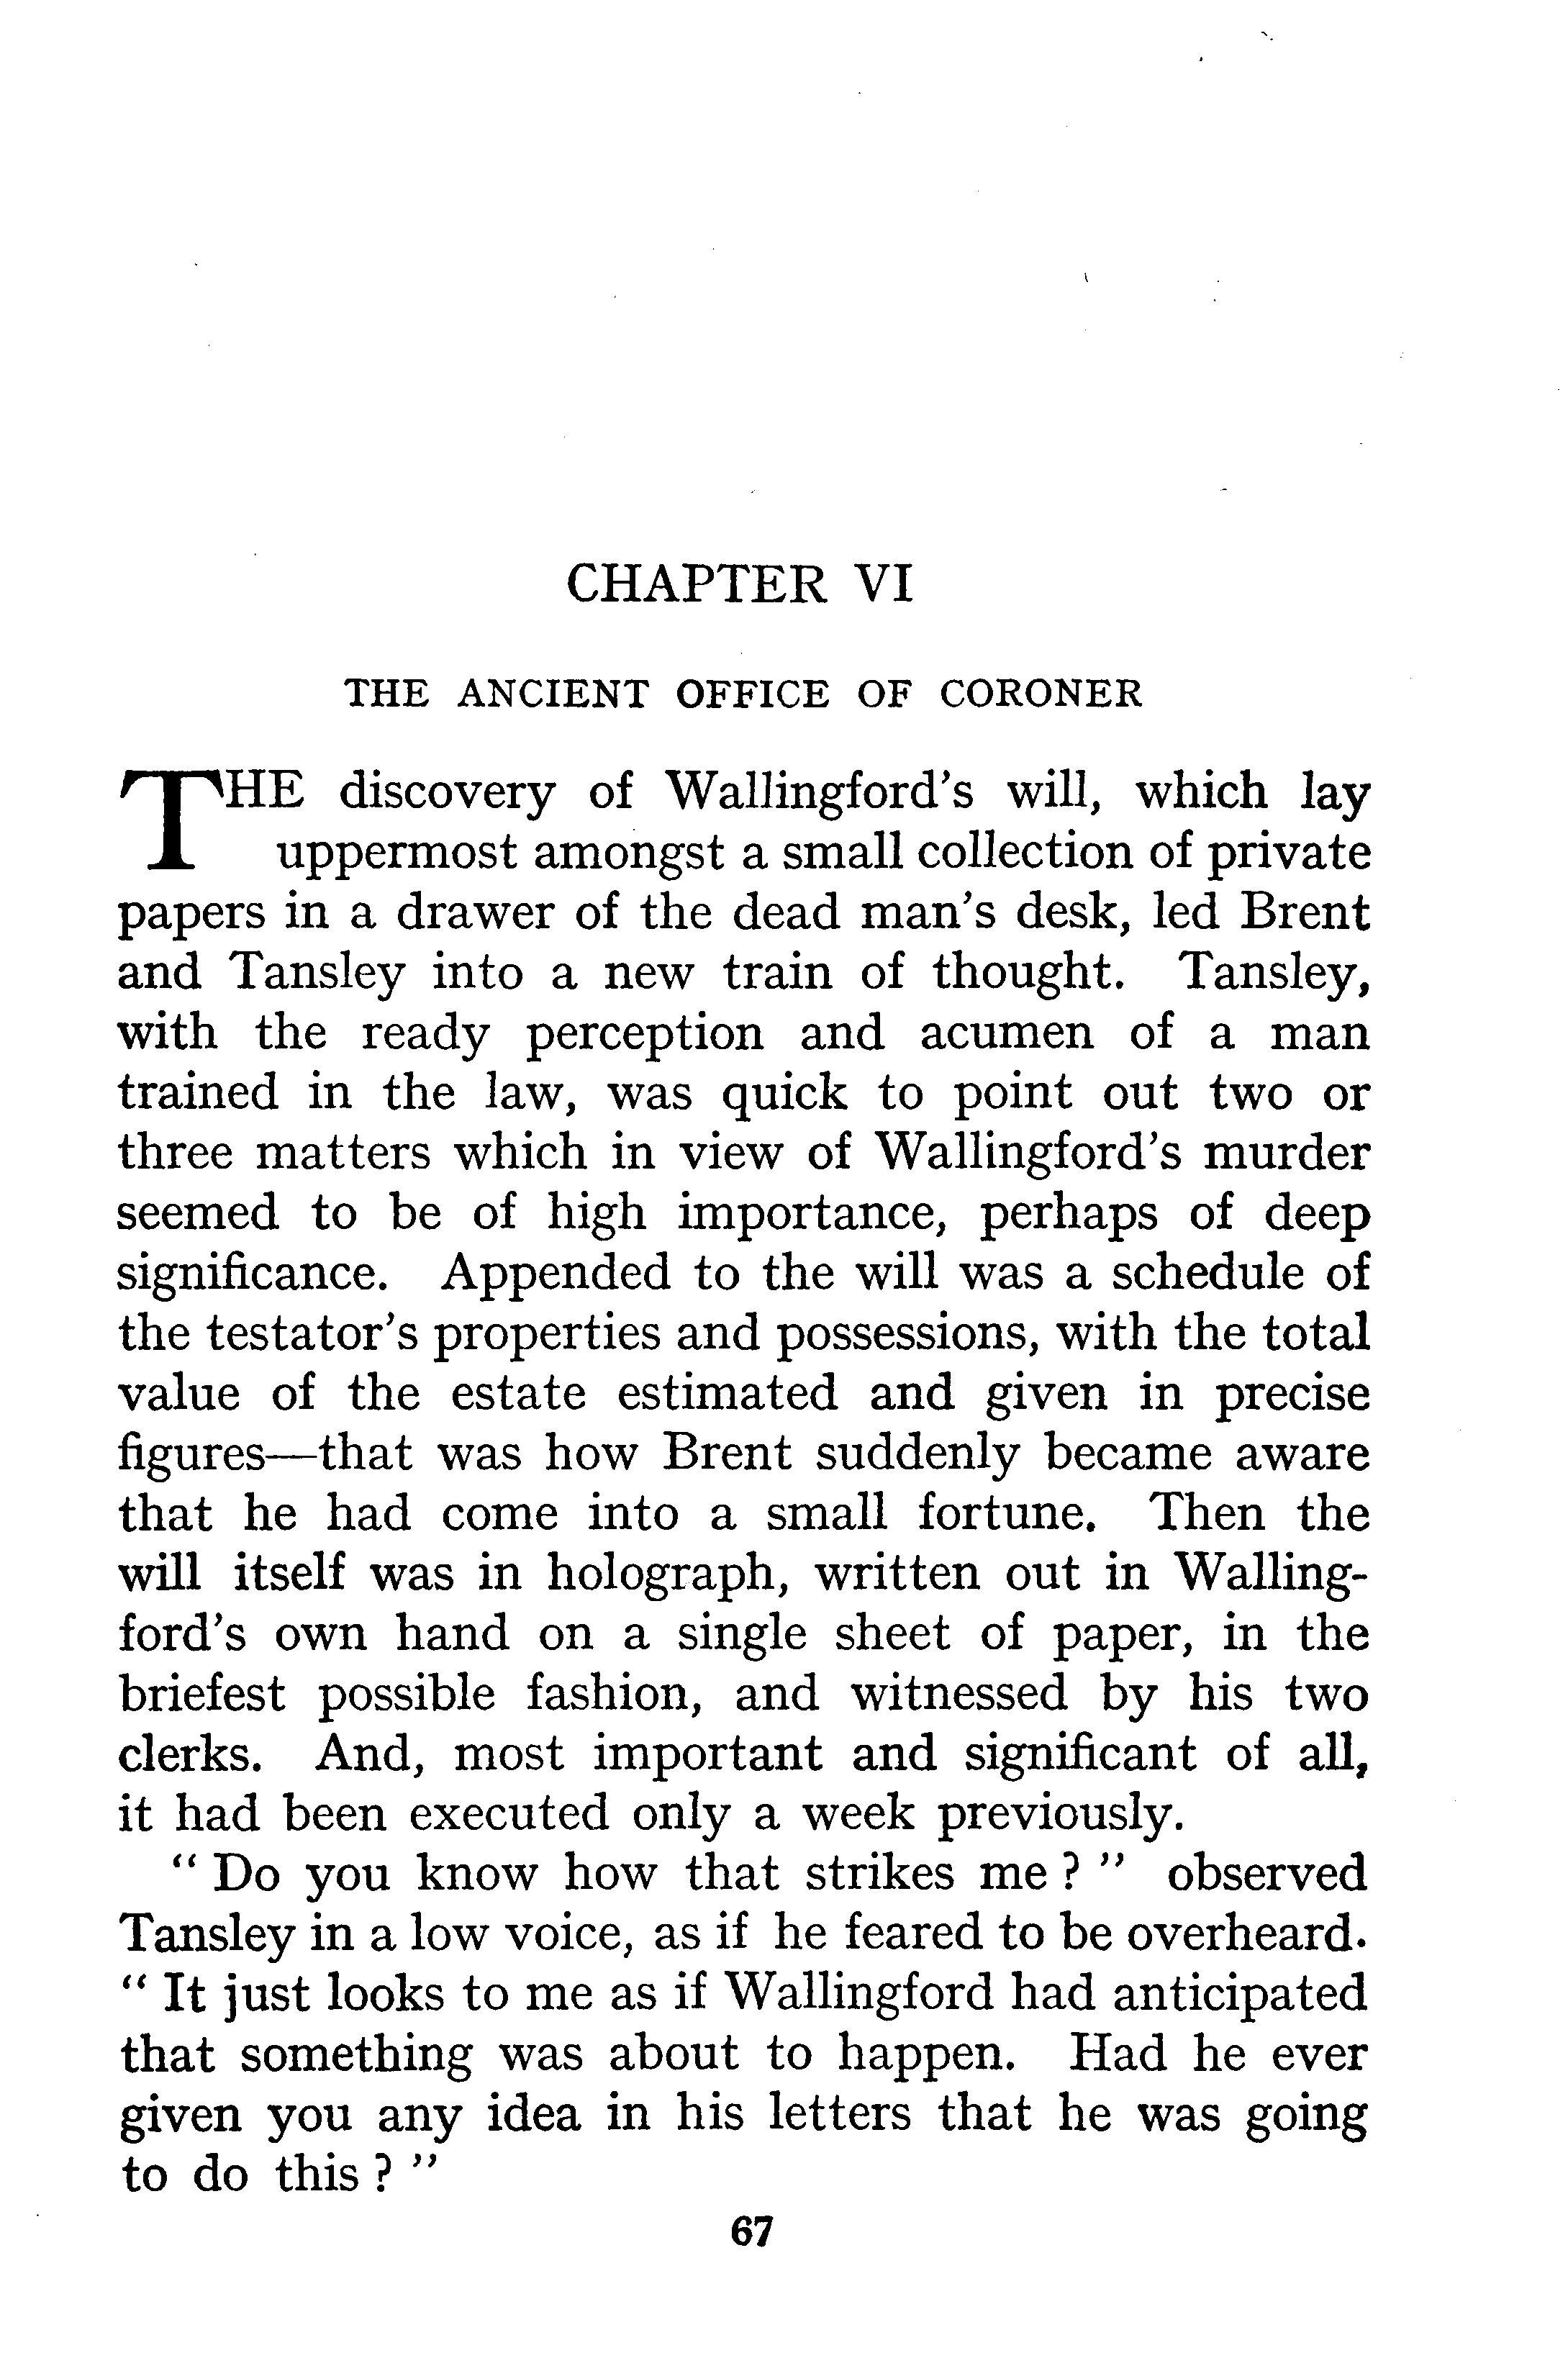 CHAPTER VI
THE ANCIENT OFFICE OF CORONER
THE discovery of Wallingford's will, which lay
uppermost amongst a small collection of private
papers in a drawer of the dead man's desk, led Brent
and Tansley into a new train of thought. Tansley,
with the ready perception and acumen of a man
trained in the law, was quick to point out two or
three matters which in view of Wallingford's murder
seemed to be of high importance, perhaps of deep
significance. Appended to the will was a schedule of
the testator's properties and possessions, with the total
value of the estate estimated and given in precise
figures—that was how Brent suddenly became aware
that he had come into a small fortune. Then the
will itself was in holograph, written out in Walling-
ford's own hand on a single sheet of paper, in the
briefest possible fashion, and witnessed by his two
clerks. And, most important and significant of all,
it had been executed only a week previously.
“ Do you know how that strikes me ? ” observed
Tansley in a low voice, as if he feared to be overheard.
“ It just looks to me as if Wallingford had anticipated
that something was about to happen. Had he ever
given you any idea in his letters that he was going
to do this ? ”
67